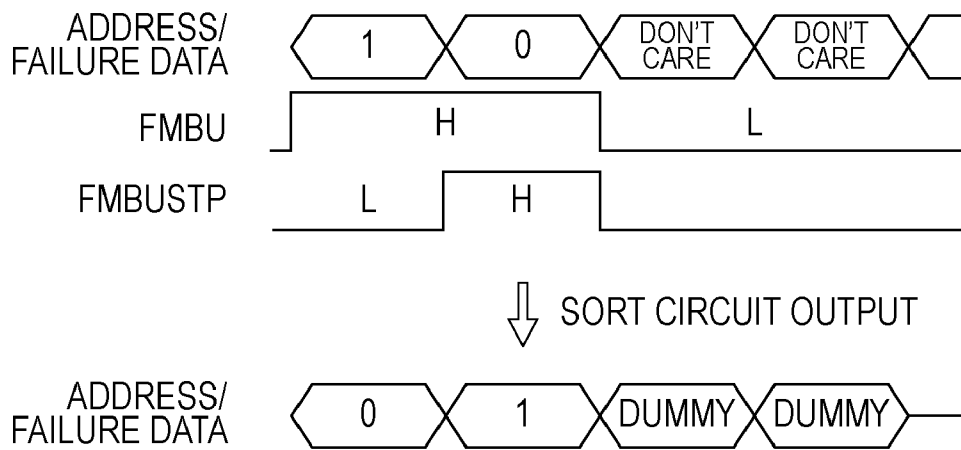 ADDRESS/
FAILURE DATA
1
0
DON'T
CARE
DON'T
CARE
FMBU
H
L
FMBUSTP
L
H
SORT CIRCUIT OUTPUT
ADDRESS/
FAILURE DATA
0
1
DUMMY
DUMMY